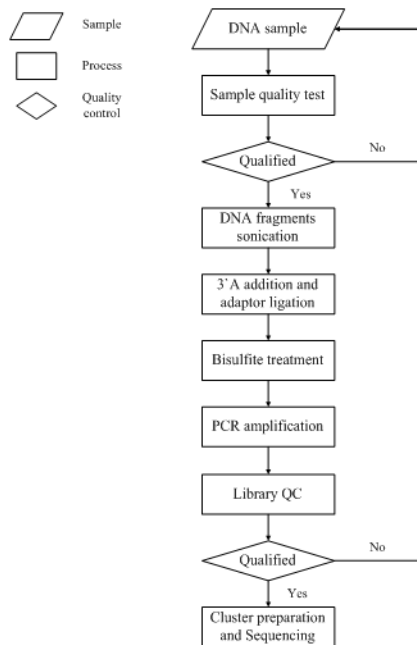 Sample
Process
Quality
control
DNA sample
Sample quality test
Qualified
No
Yes
DNA fragments
sonication
3`A addition and
adaptor ligation
Bisulfite treatment
PCR amplification
Library QC
Qualified
No
Yes
Cluster preparation
and Sequencing